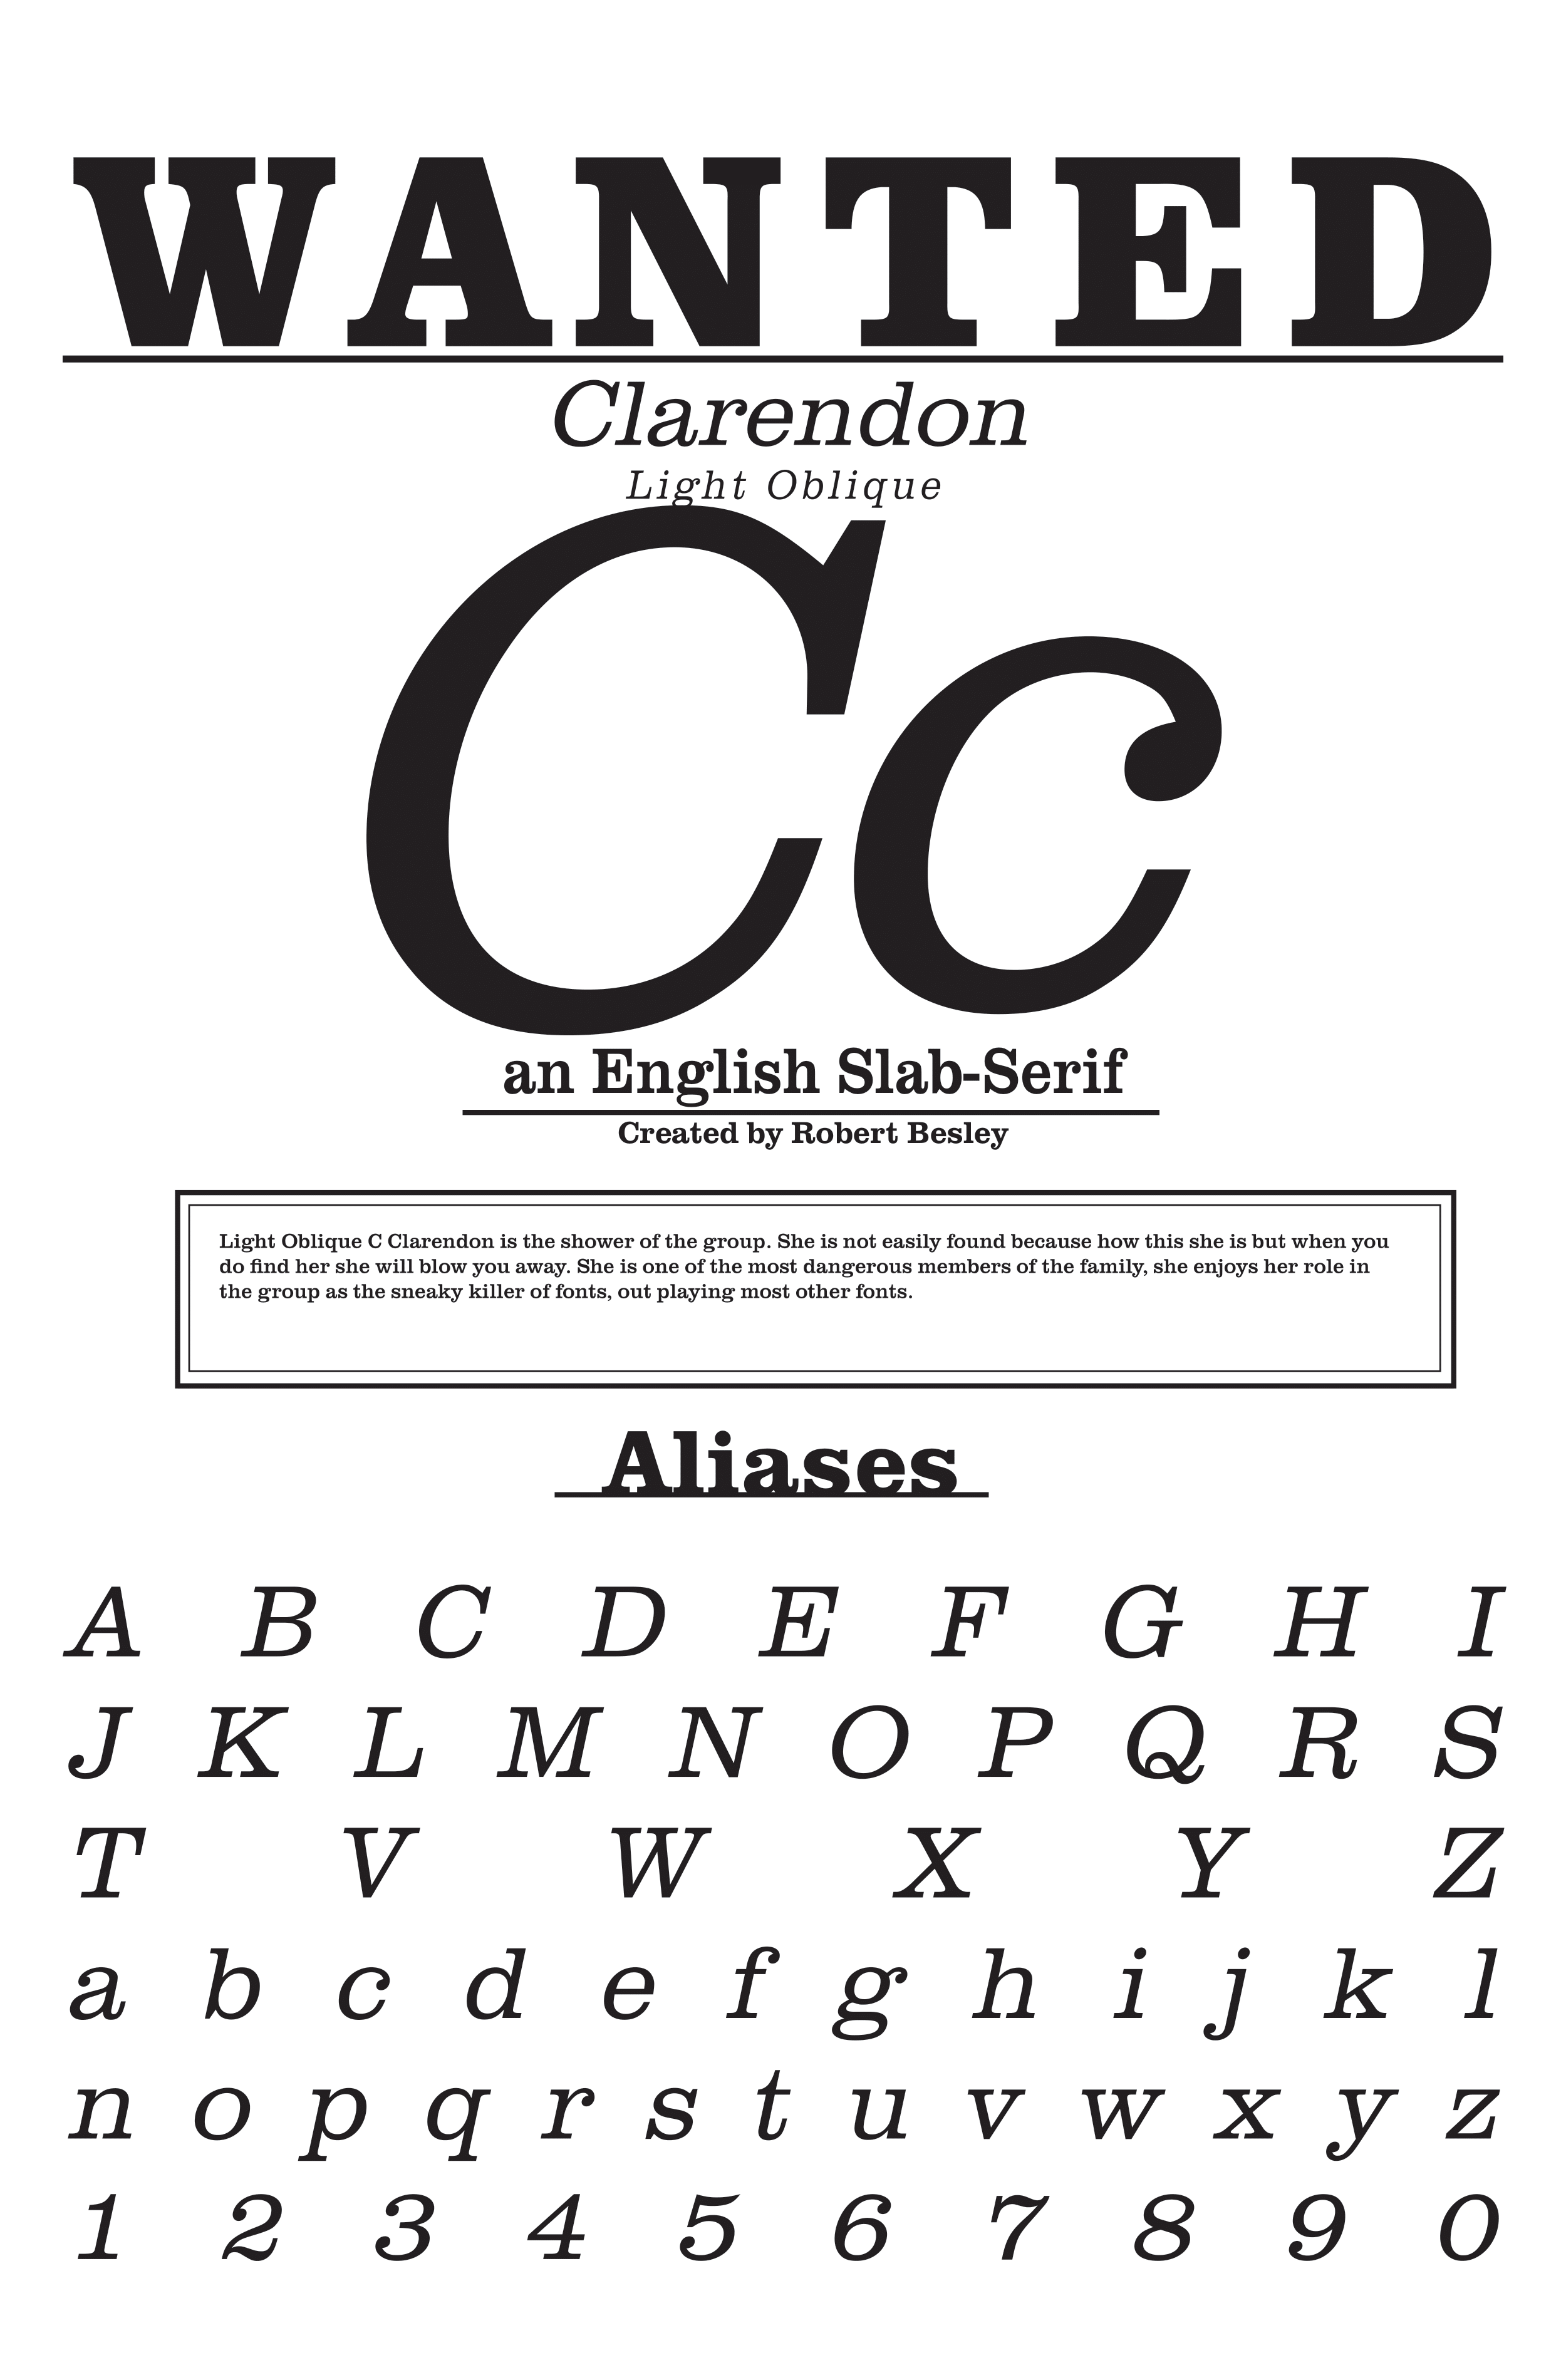 WANTED
Clarendon
Light Oblique
Cc
an English Slab-Serif
Created by Robert Besley
Light Oblique C Clarendon is the shower of the group. She is not easily found because how this she is but when you
do find her she will blow you away. She is one of the most dangerous members of the family, she enjoys her role in
the group as the sneaky killer of fonts, out playing most other fonts.
Aliases
A B C D E F G H I
J K L M N O P Q R S
T V W X Y Z
a b c d e f g h i j k l
n o p q r s t u v w x y z
1 2 3 4 5 6 7 8 9 0